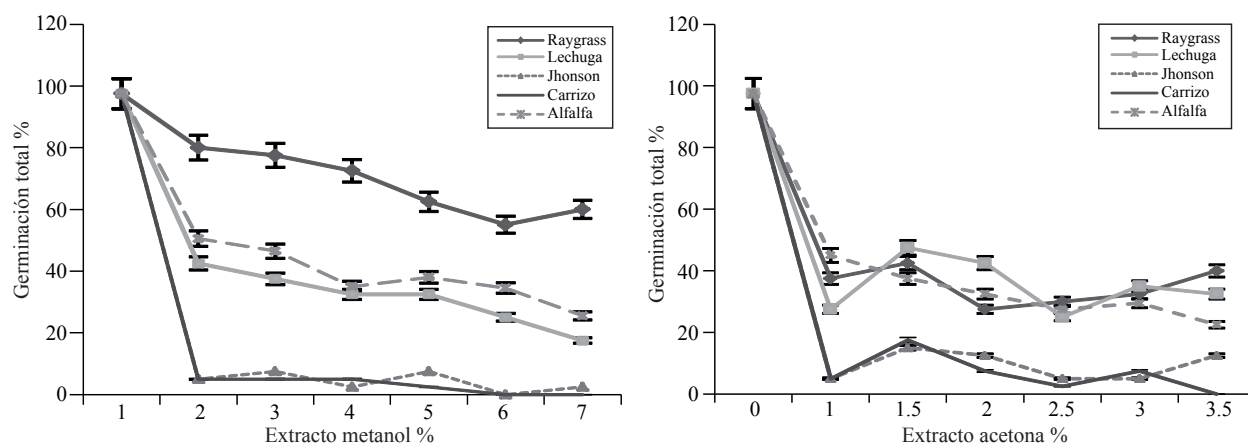 120
100
80
60
40
20
0
Germinación total %
1 2 3 4 5 6 7
Extracto metanol %
Raygrass
Lechuga
Jhonson
Carrizo
Alfalfa
120
100
80
60
40
20
0
Germinación total %
0 1 1.5 2 2.5 3 3.5
Extracto acetona %
Raygrass
Lechuga
Jhonson
Carrizo
Alfalfa